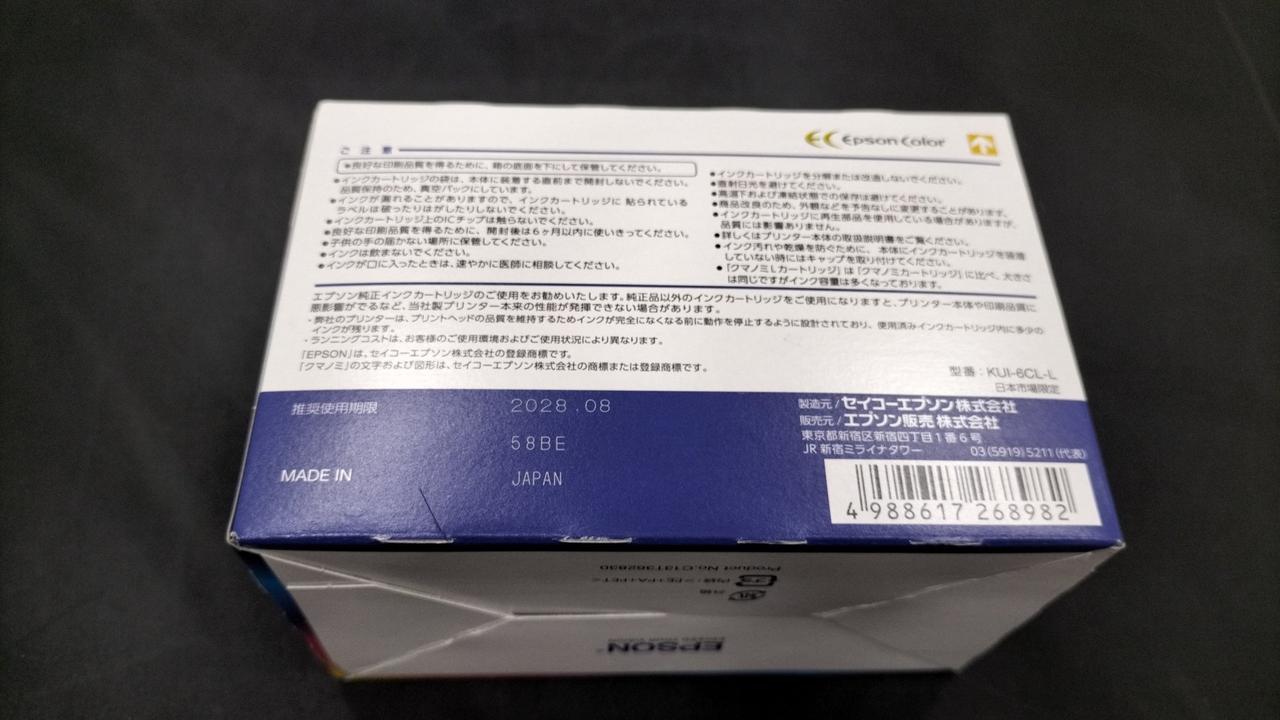 Epson Color
ご注意
●良好な印刷品質を得るために、箱の底面を下にして保管してください。
●インクカートリッジの袋は、本体に装着する直前まで開封しないでください。
品質保持のため、真空パックにしています。
●インクが漏れることがありますので、インクカートリッジに貼られている
ラベルは破ったりはがしたりしないでください。
●インクカートリッジ上のICチップは触らないでください。
●良好な印刷品質を得るために、開封後は6ヶ月以内に使いきってください。
●子供の手の届かない場所に保管してください。
●インクは飲まないでください。
●インクが口に入ったときは、速やかに医師に相談してください。
●インクカートリッジを分解または改造しないでください。
●直射日光を避けてください。
●高温下および凍結状態での保存は避けてください。
●商品改良のため、外観などを予告なしに変更することがあります。
●インクカートリッジに再生部品を使用している場合がありますが、
品質には影響ありません。
●詳しくはプリンター本体の取扱説明書をご覧ください。
●インク汚れや乾燥を防ぐために、本体にインクカートリッジを装着
していない時にはキャップを取り付けてください。
●「クマノミLカートリッジ」は「クマノミカートリッジ」に比べ、大きさ
は同じですがインク容量は多くなっております。
エプソン純正インクカートリッジのご使用をお勧めいたします。純正品以外のインクカートリッジをご使用になりますと、プリンター本体や印刷品質に
悪影響がでるなど、当社製プリンター本来の性能が発揮できない場合があります。
・弊社のプリンターは、プリントヘッドの品質を維持するためインクが完全になくなる前に動作を停止するように設計されており、使用済みインクカートリッジ内に多少の
インクが残ります。
・ランニングコストは、お客様のご使用環境およびご使用状況により異なります。
「EPSON」は、セイコーエプソン株式会社の登録商標です。
「クマノミ」の文字および図形は、セイコーエプソン株式会社の商標または登録商標です。
型番：KUI-6CL-L
日本市場限定
推奨使用期限 2028.08
58BE
MADE IN JAPAN
製造元/セイコーエプソン株式会社
販売元/エプソン販売株式会社
東京都新宿区新宿四丁目1番6号
JR新宿ミライナタワー 03(5919)5211(代表)
4 988617 268982
Product No.C13T382830
内袋:>PE+PA+PET<
外箱
EPSON
EXCEED YOUR VISION